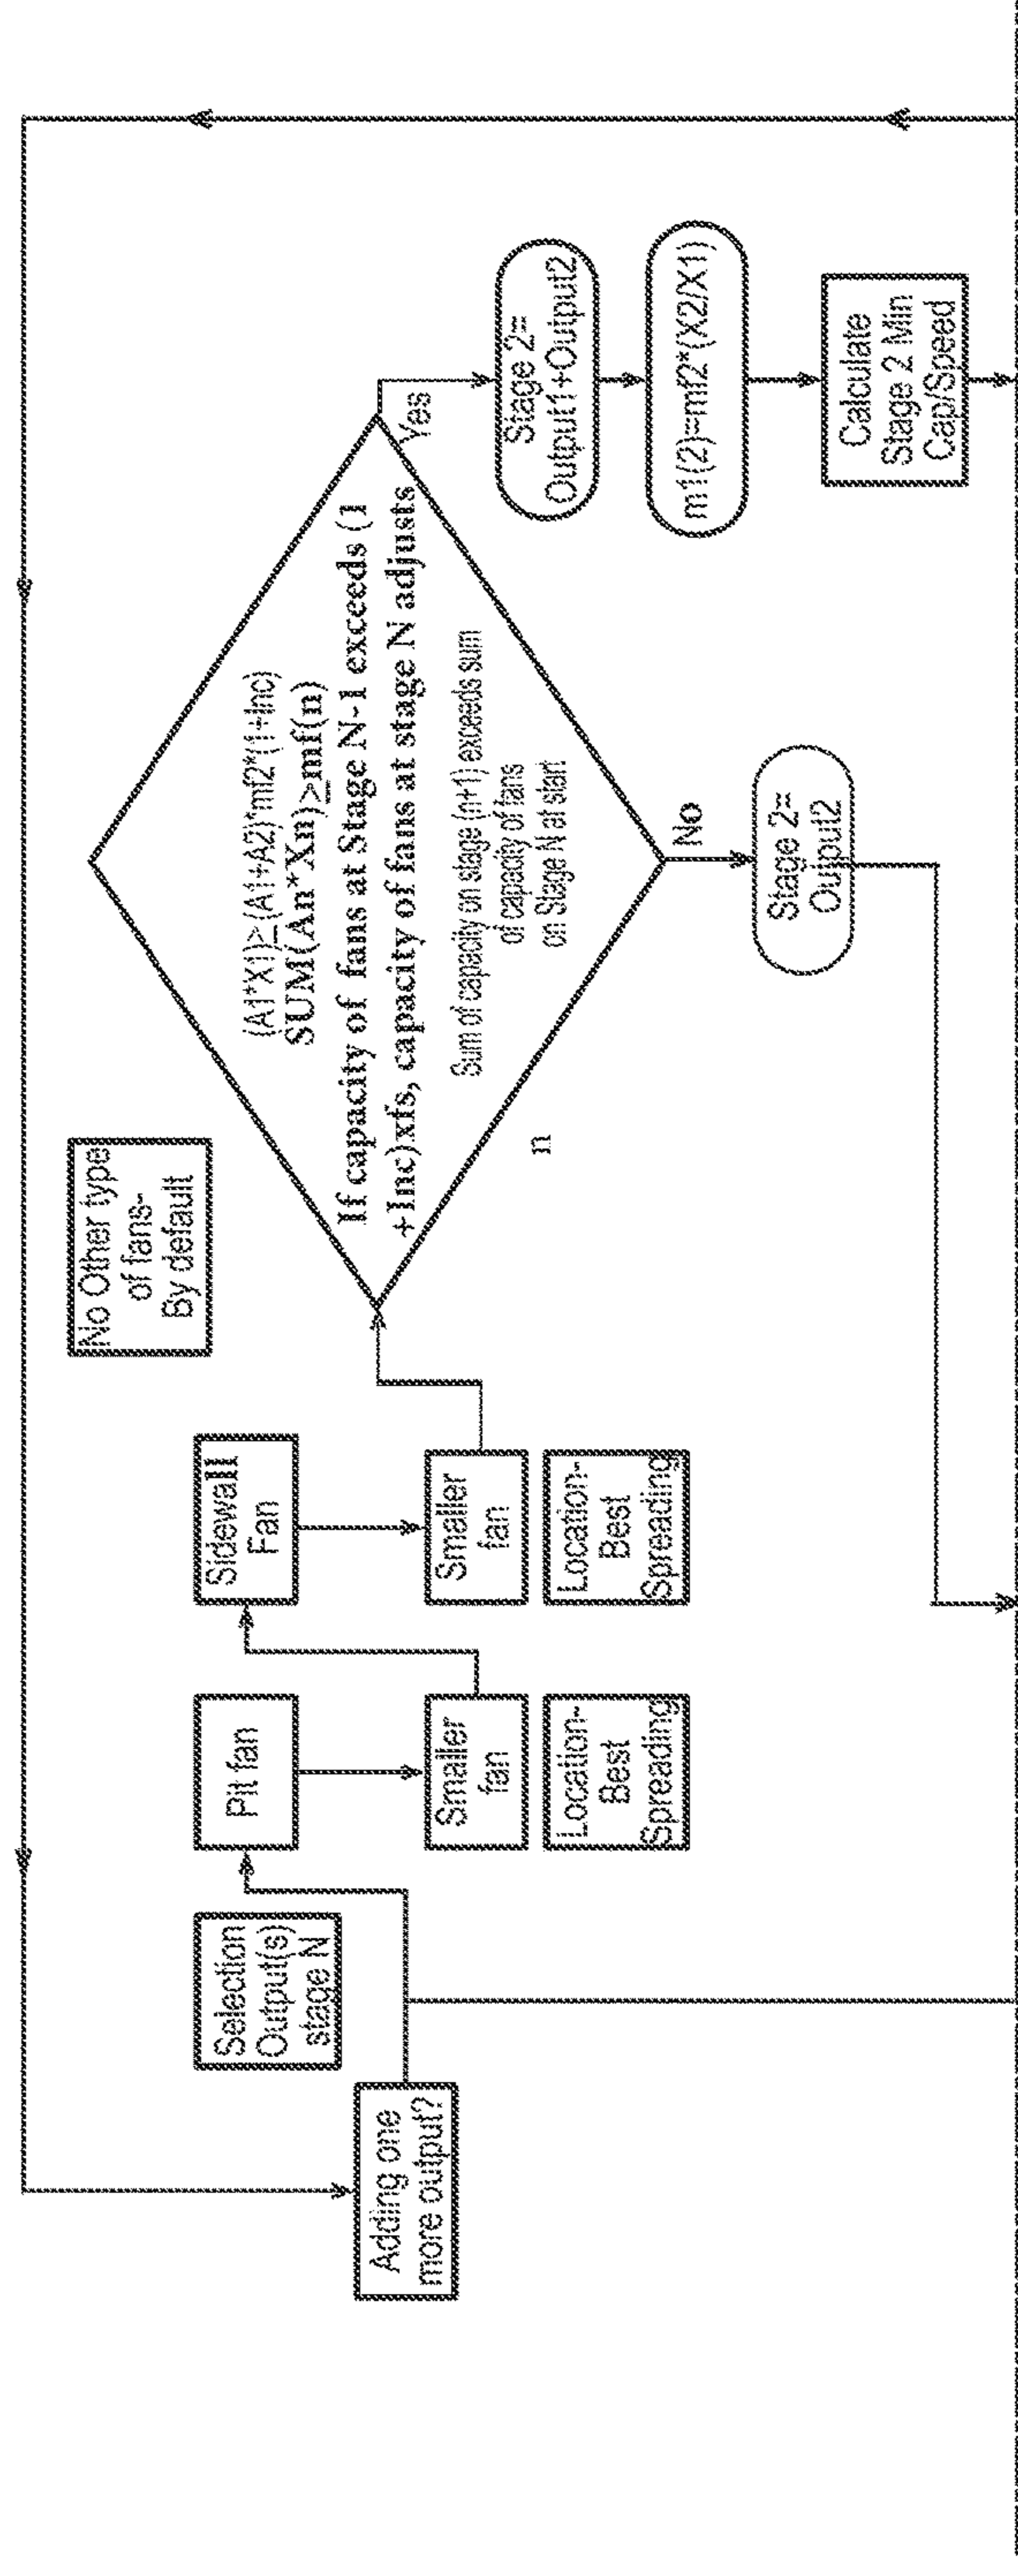 Adding one
more output?
Selection
Output(s)
stage N
Pit fan
Smaller
fan
Location-
Best
Spreading
Sidewall
Fan
Smaller
fan
Location-
Best
Spreading
No Other type
of fans-
By default
(A1*X1)≥(A1+A2)*mf2*(1+Inc)
SUM(An*Xn)≥mf(n)
If capacity of fans at Stage N-1 exceeds (1
+Inc)xfs, capacity of fans at stage N adjusts
Sum of capacity on stage (n+1) exceeds sum
of capacity of fans
on Stage N at start
n
No
Stage 2=
Output2
Yes
Stage 2=
Output1+Output2
m1(2)=mf2*(X2/X1)
Calculate
Stage 2 Min
Cap/Speed